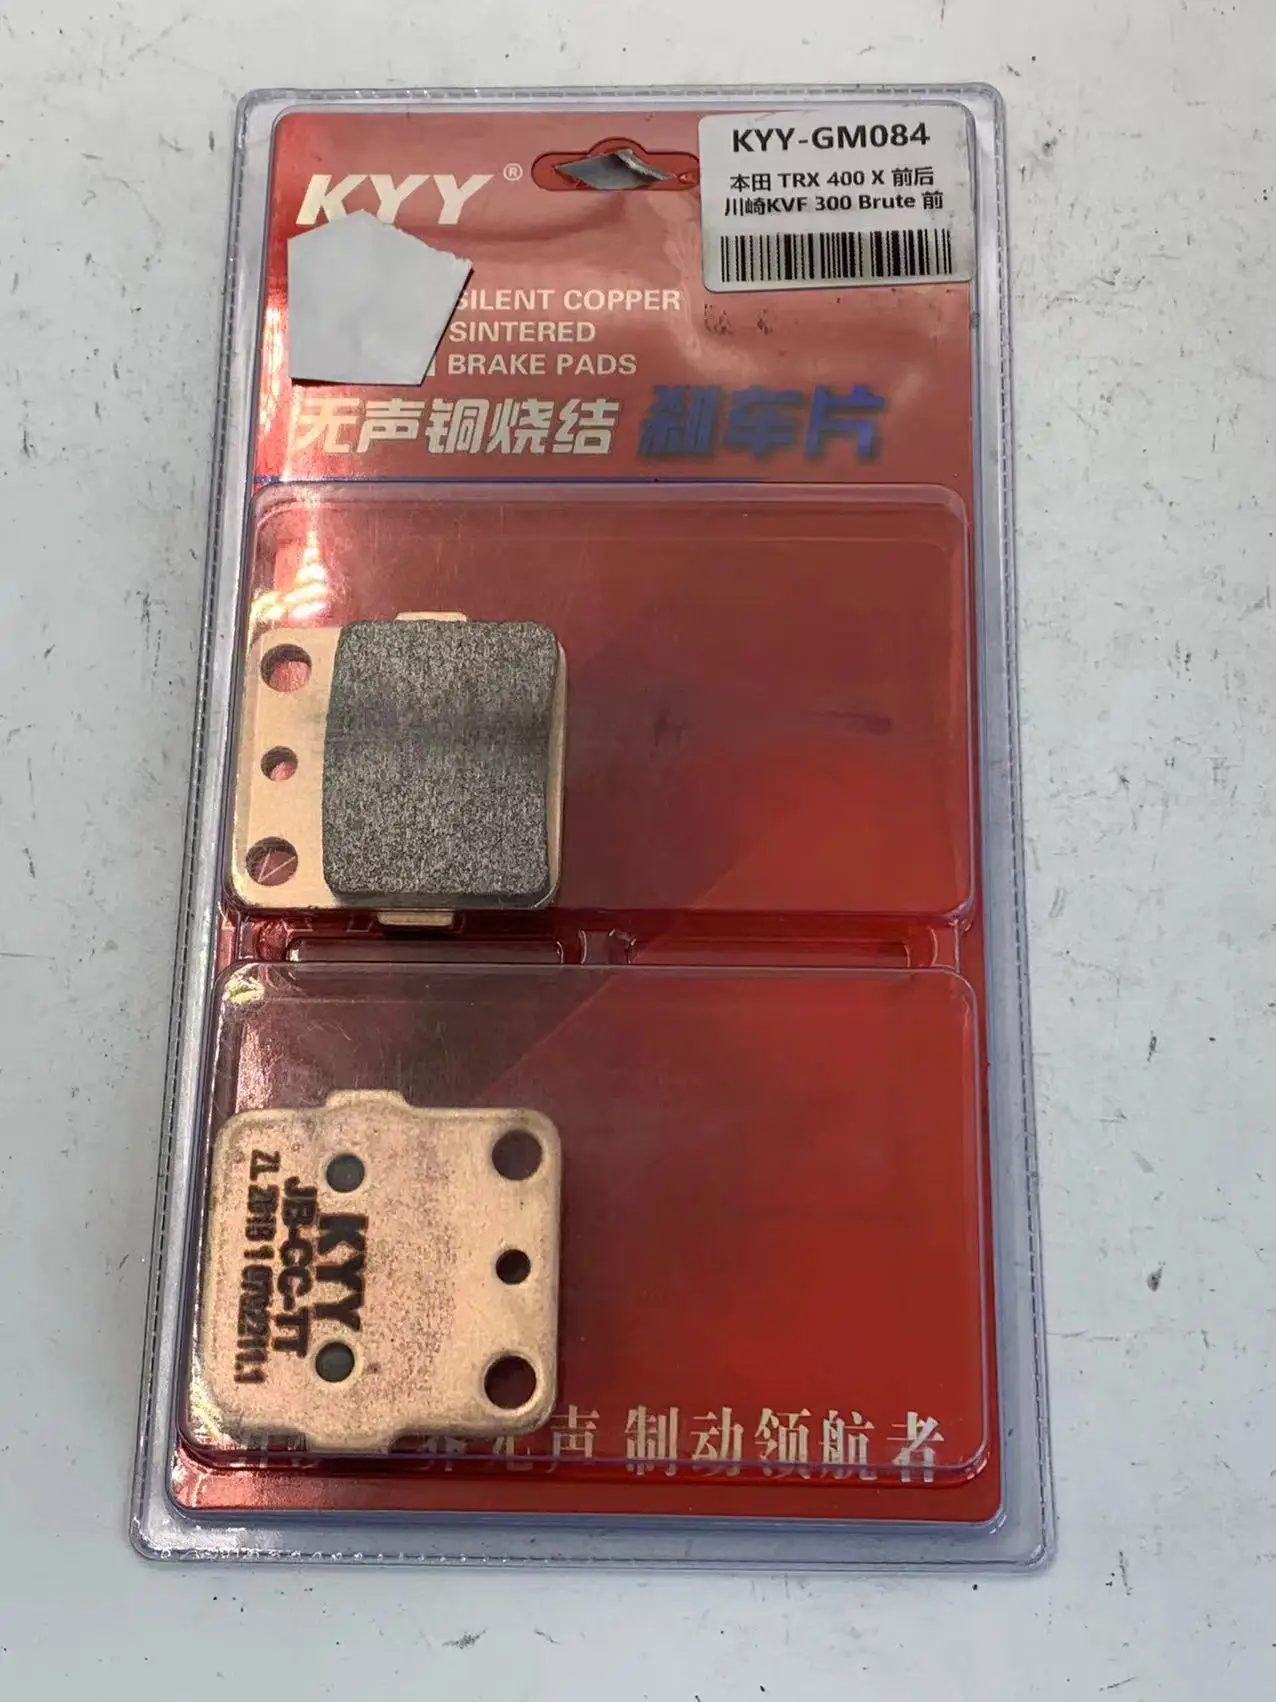 KYY®
KYY-GM084
本田 TRX 400 X 前后
川崎KVF 300 Brute 前
SILENT COPPER
SINTERED
BRAKE PADS
无声铜烧结 刹车片
KYY
JB-CC-TT
无声 制动领航者